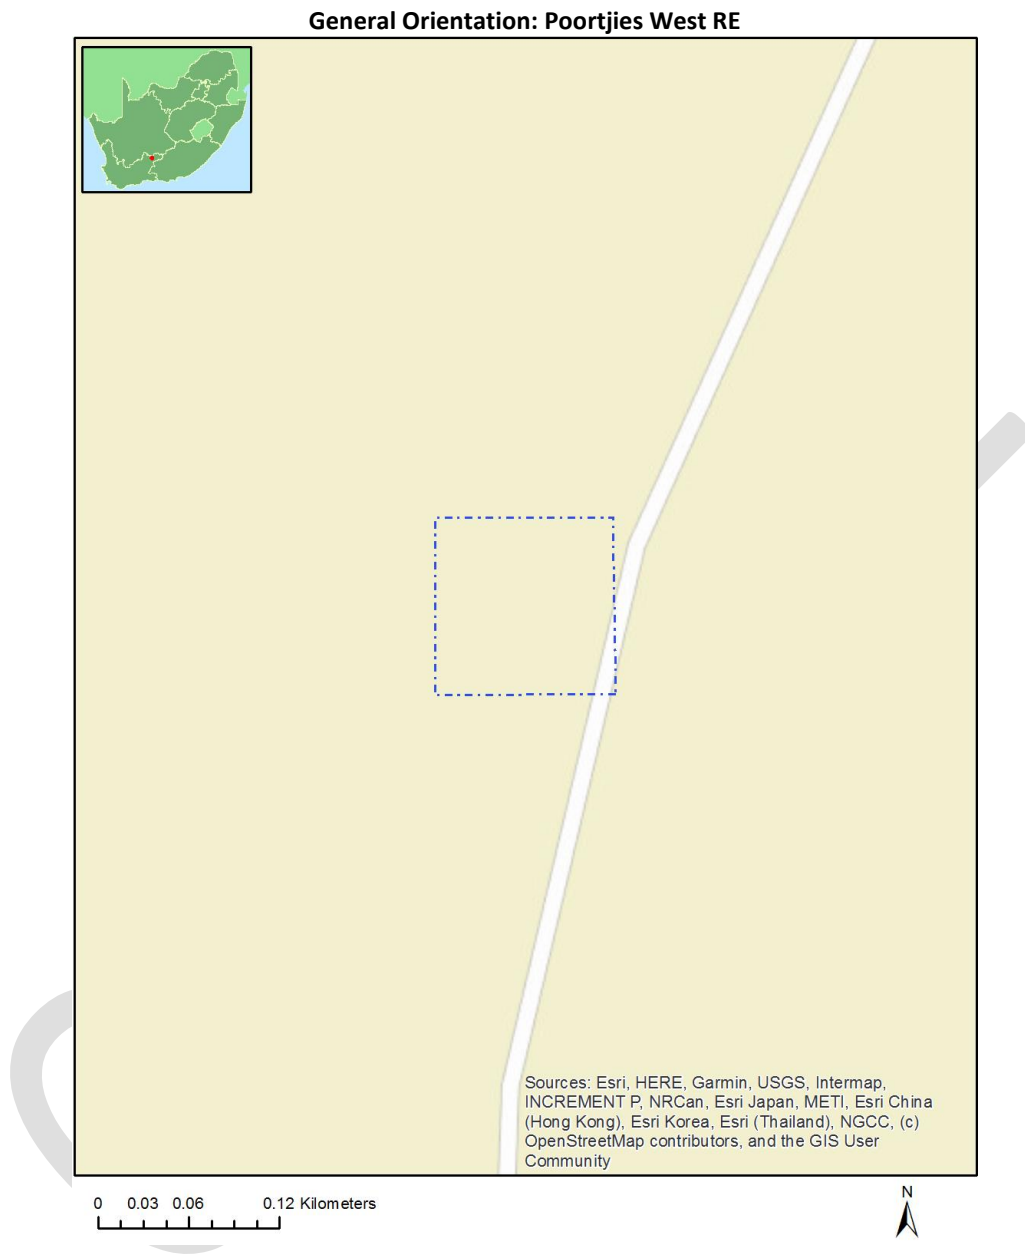 General Orientation: Poortjies West RE
Sources: Esri, HERE, Garmin, USGS, Intermap,
INCREMENT P, NRCan, Esri Japan, METI, Esri China
(Hong Kong), Esri Korea, Esri (Thailand), NGCC, (c)
OpenStreetMap contributors, and the GIS User
Community
0 0.03 0.06 0.12 Kilometers
N